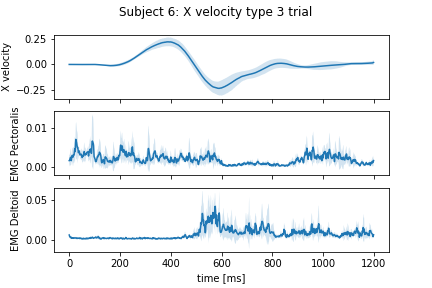 Subject 6: X velocity type 3 trial
X velocity
0.25
0.00
−0.25
EMG Pectoralis
0.01
0.00
EMG Deltoid
0.05
0.00
0 200 400 600 800 1000 1200
time [ms]